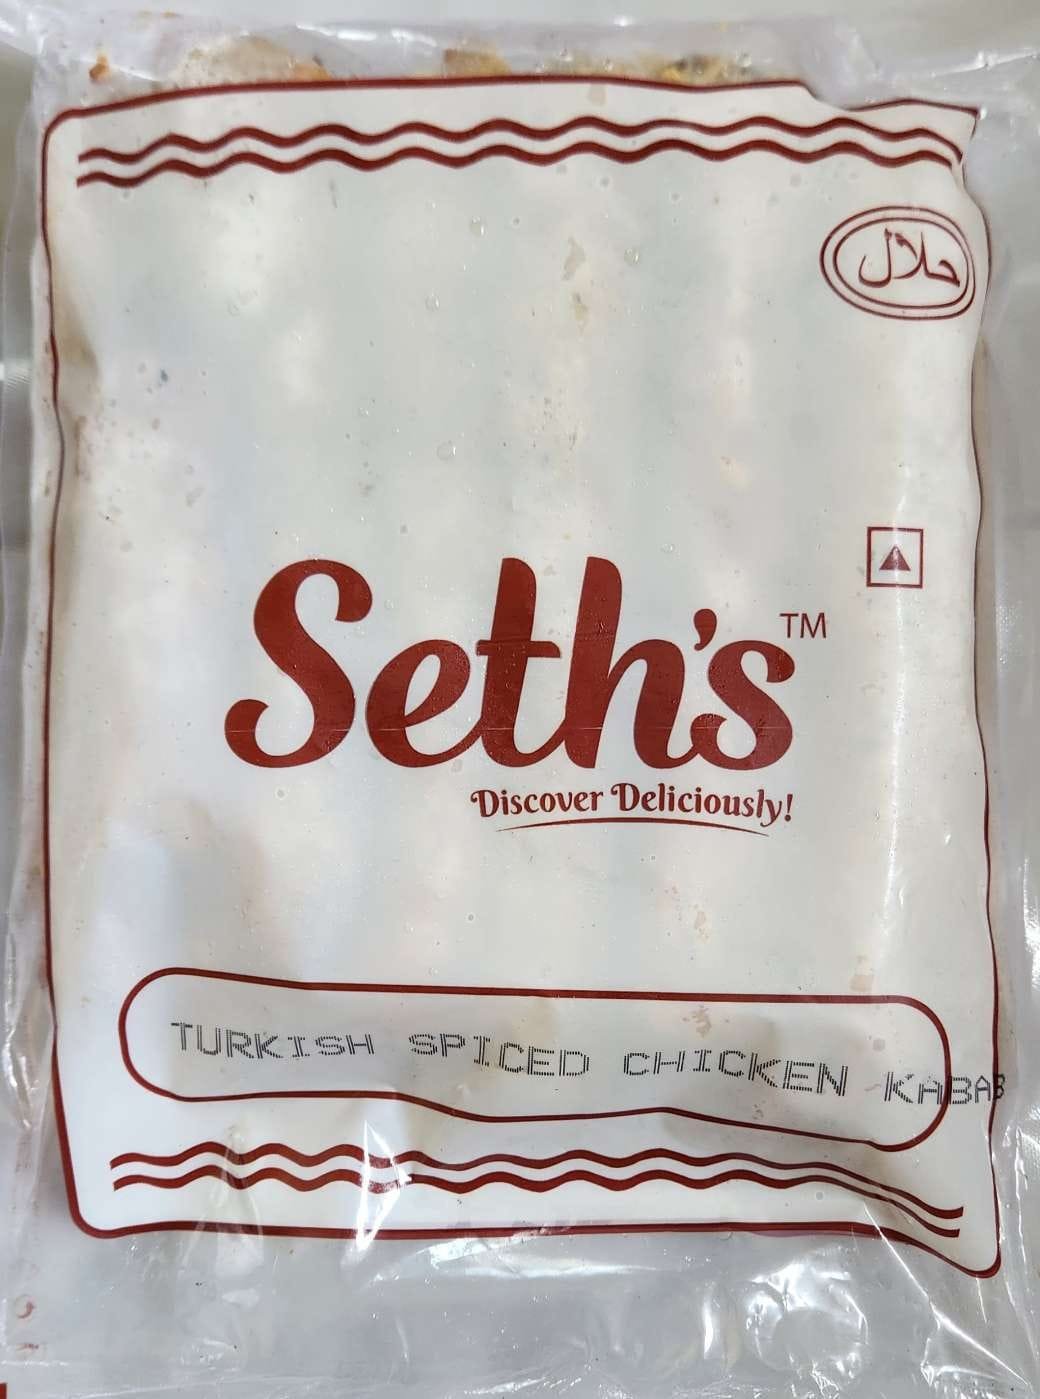 حلال
Seth's™
Discover Deliciously!
TURKISH SPICED CHICKEN KABAB